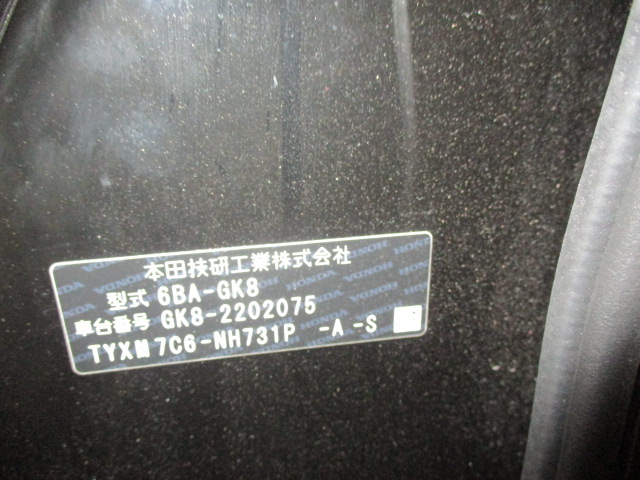 本田技研工業株式会社
型式 6BA-GK8
車台番号 GK8-2202075
TYXM7C6-NH731P -A-S